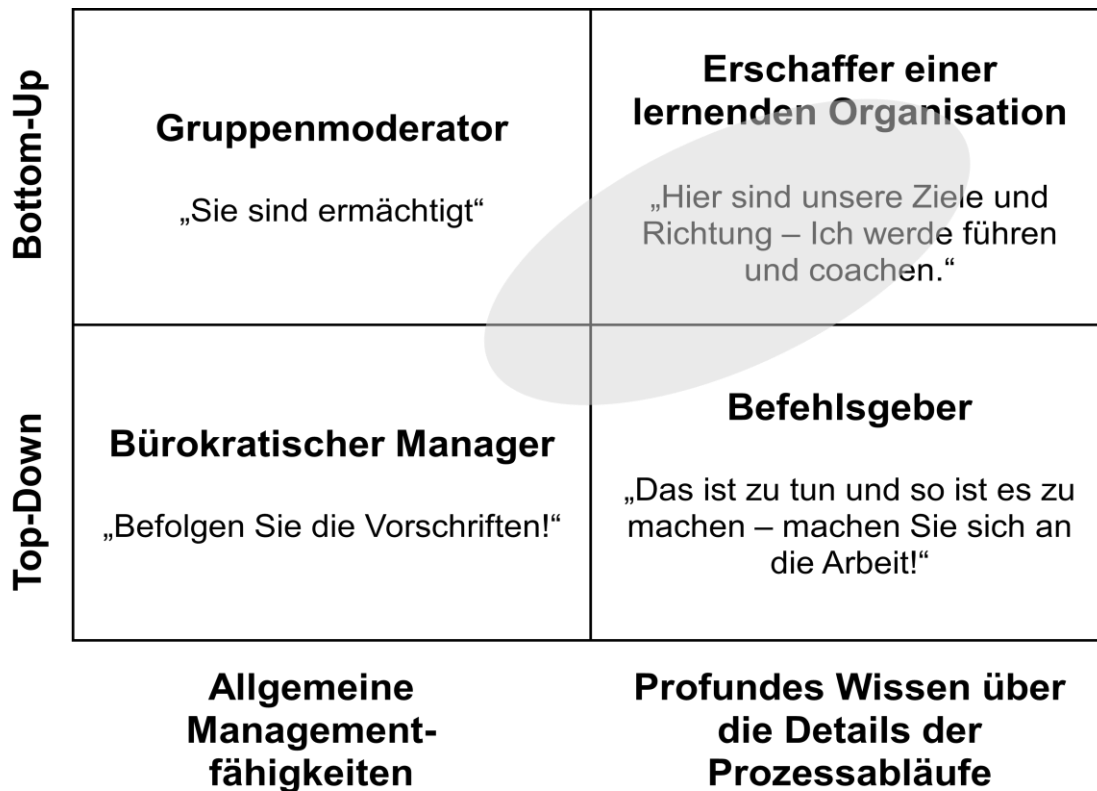 Bottom-Up
Gruppenmoderator
„Sie sind ermächtigt“
Erschaffer einer
lernenden Organisation
„Hier sind unsere Ziele und
Richtung – Ich werde führen
und coachen.“
Top-Down
Bürokratischer Manager
„Befolgen Sie die Vorschriften!“
Befehlsgeber
„Das ist zu tun und so ist es zu
machen – machen Sie sich an
die Arbeit!“
Allgemeine
Management-
fähigkeiten
Profundes Wissen über
die Details der
Prozessabläufe